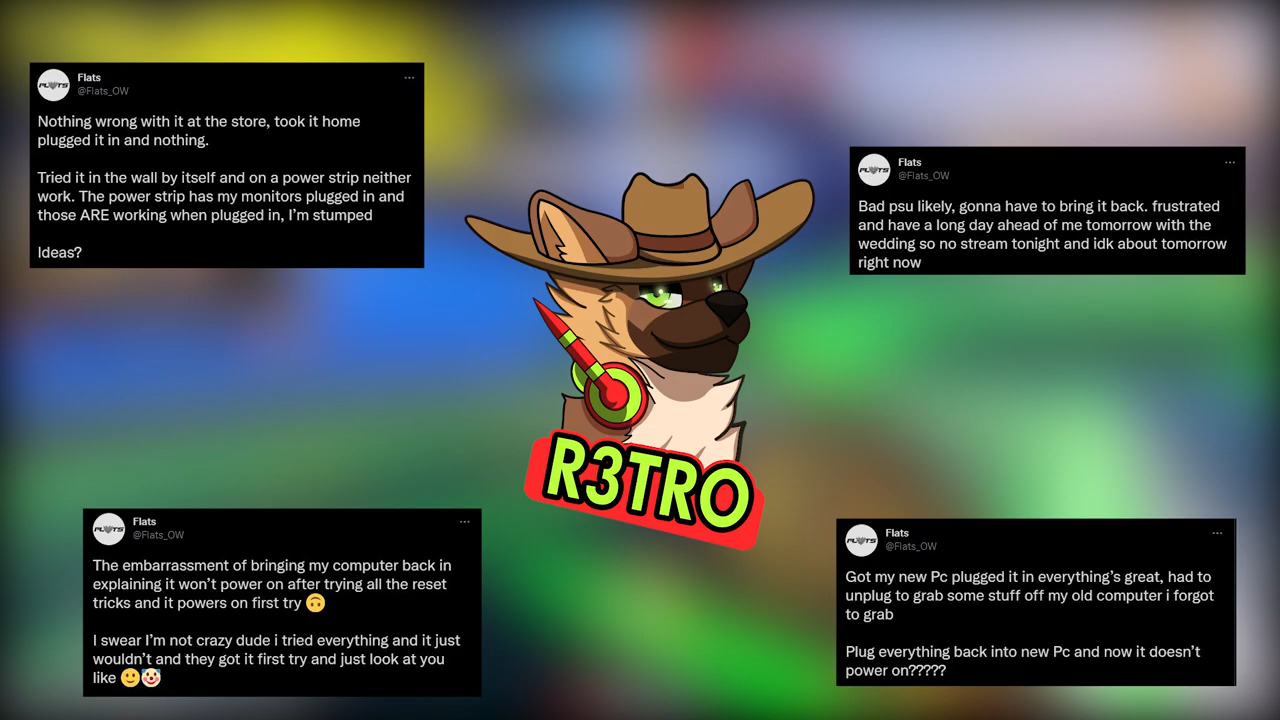 Flats
@Flats_OW
Nothing wrong with it at the store, took it home
plugged it in and nothing.
Tried it in the wall by itself and on a power strip neither
work. The power strip has my monitors plugged in and
those ARE working when plugged in, I’m stumped
Ideas?
Flats
@Flats_OW
Bad psu likely, gonna have to bring it back. frustrated
and have a long day ahead of me tomorrow with the
wedding so no stream tonight and idk about tomorrow
right now
R3TRO
Flats
@Flats_OW
The embarrassment of bringing my computer back in
explaining it won’t power on after trying all the reset
tricks and it powers on first try 🙃
I swear I’m not crazy dude i tried everything and it just
wouldn’t and they got it first try and just look at you
like 🙂🤡
Flats
@Flats_OW
Got my new Pc plugged it in everything’s great, had to
unplug to grab some stuff off my old computer i forgot
to grab
Plug everything back into new Pc and now it doesn’t
power on?????